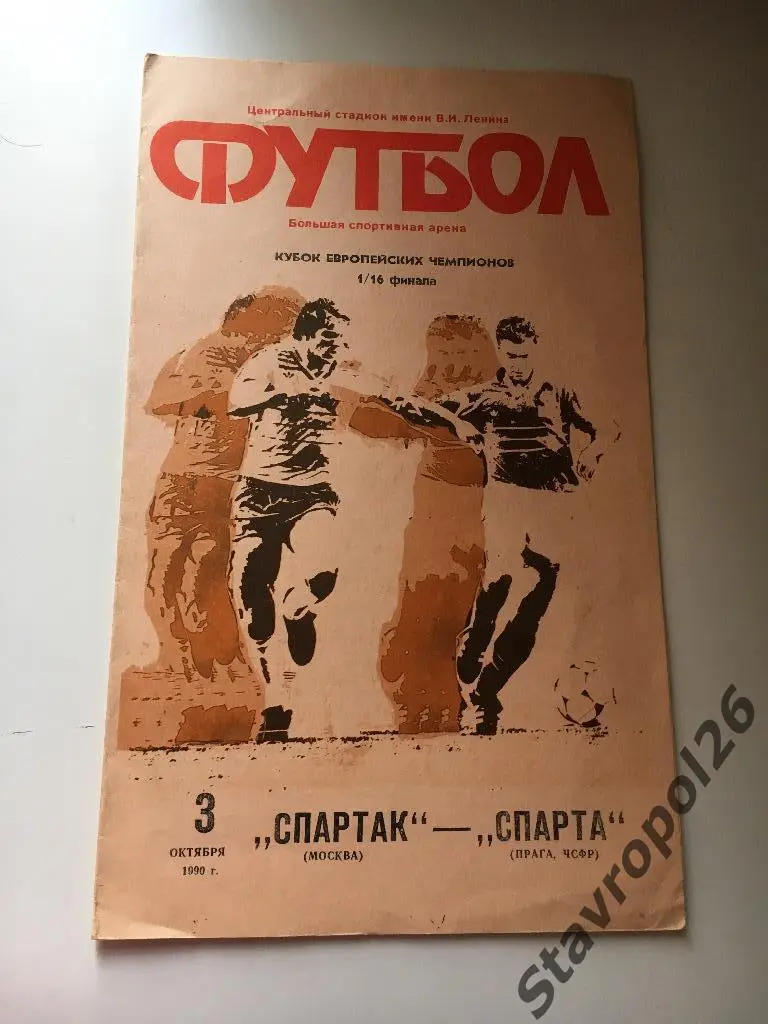 Центральный стадион имени В.И. Ленина
ФУТБОЛ
Большая спортивная арена
КУБОК ЕВРОПЕЙСКИХ ЧЕМПИОНОВ
1/16 финала
3 „СПАРТАК“ — „СПАРТА“
ОКТЯБРЯ (МОСКВА) (ПРАГА, ЧСФР)
1990 г.
Stavropol26